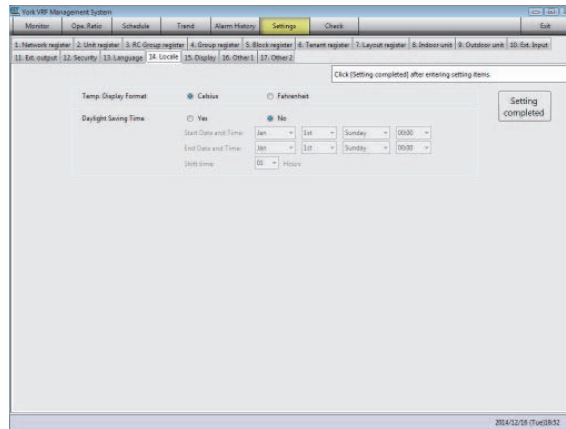 York VRF Management System
Monitor Ope. Ratio Schedule Trend Alarm History Settings Check Exit
1. Network register 2. Unit register 3. RC Group register 4. Group register 5. Block register 6. Tenant register 7. Layout register 8. Indoor unit 9. Outdoor unit 10. Ext. Input
11. Ext. output 12. Security 13. Language 14. Locale 15. Display 16. Other 1 17. Other 2
Click [Setting completed] after entering setting items.
Temp. Display Format Celsius Fahrenheit
Setting completed
Daylight Saving Time Yes No
Start Date and Time: Jan 1st Sunday 00:00
End Date and Time: Jan 1st Sunday 00:00
Shift time: 01 Hours
2014/12/16 (Tue)18:52